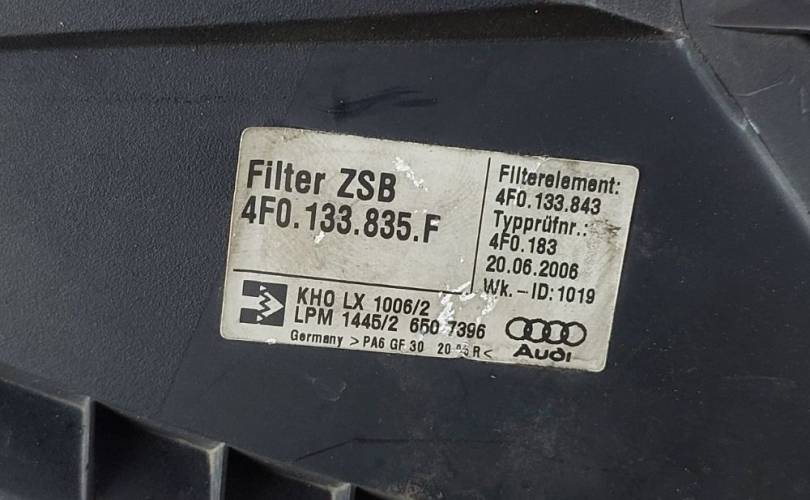 Filter ZSB
4F0.133.835.F
Filterelement:
4F0.133.843
Typprüfnr.:
4F0.183
20.06.2006
Wk.-ID:1019
KHO LX 1006/2
LPM 1445/2 650 7396
Germany >PA6 GF 30 R<
Audi